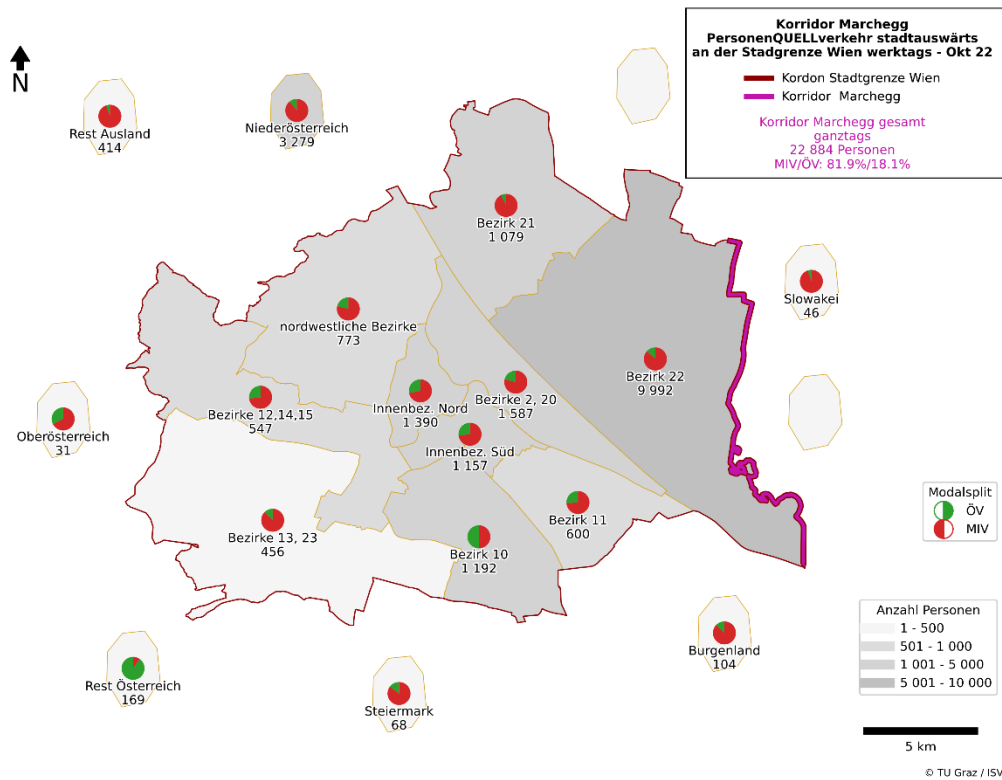 Korridor Marchegg
PersonenQUELLverkehr stadtauswärts
an der Stadgrenze Wien werktags - Okt 22
Kordon Stadtgrenze Wien
Korridor Marchegg
Korridor Marchegg gesamt
ganztags
22 884 Personen
MIV/ÖV: 81.9%/18.1%
N
Rest Ausland
414
Niederösterreich
3 279
Bezirk 21
1 079
Slowakei
46
nordwestliche Bezirke
773
Bezirk 22
9 992
Bezirke 12,14,15
547
Innenbez. Nord
1 390
Bezirke 2, 20
1 587
Oberösterreich
31
Innenbez. Süd
1 157
Bezirk 11
600
Bezirke 13, 23
456
Bezirk 10
1 192
Modalsplit
ÖV
MIV
Burgenland
104
Rest Österreich
169
Steiermark
68
Anzahl Personen
1 - 500
501 - 1 000
1 001 - 5 000
5 001 - 10 000
5 km
© TU Graz / ISV